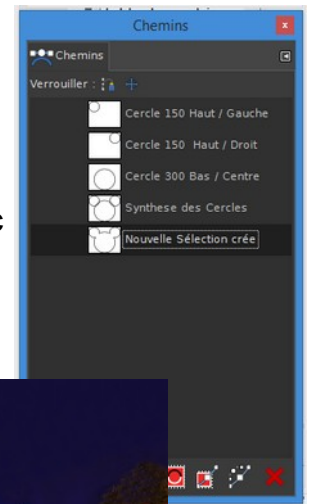 Chemins
Chemins
Verrouiller :
Cercle 150 Haut / Gauche
Cercle 150 Haut / Droit
Cercle 300 Bas / Centre
Synthese des Cercles
Nouvelle Sélection crée